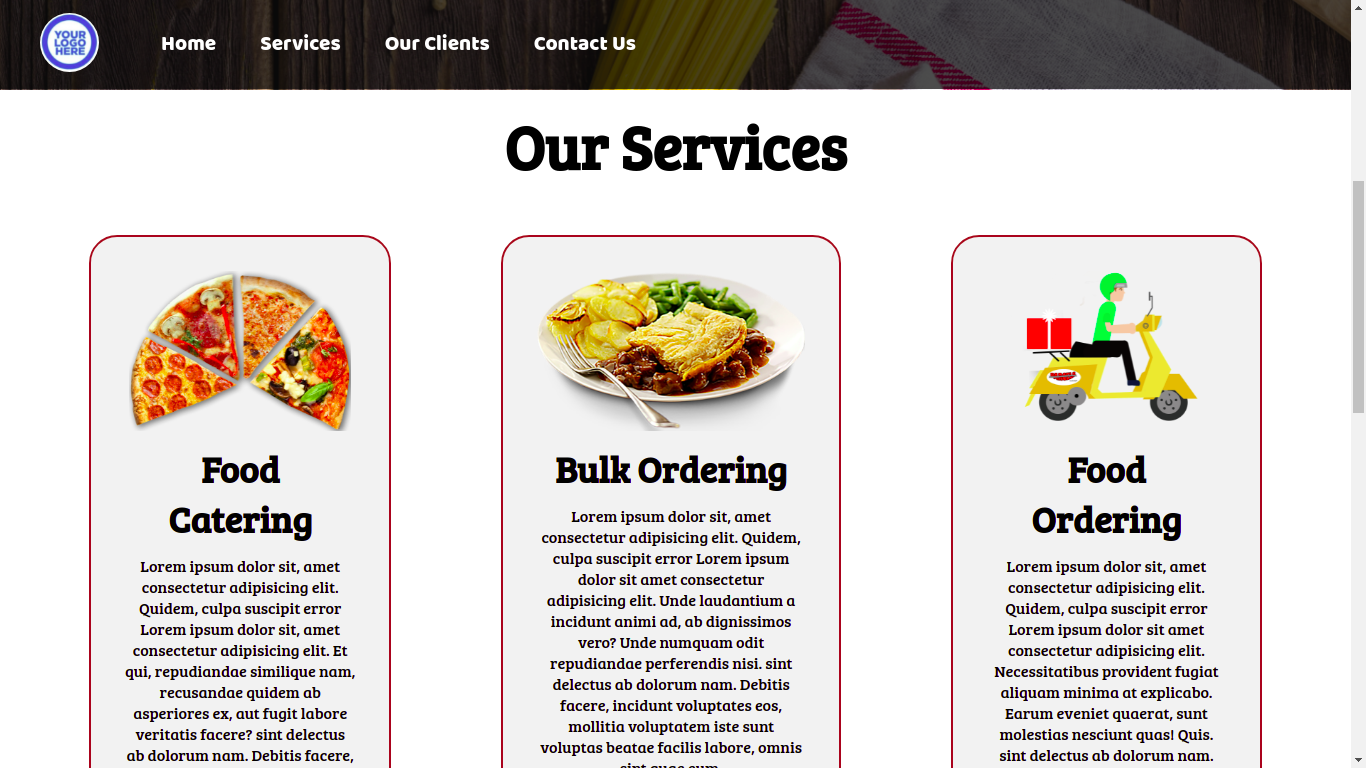 YOUR
LOGO
HERE
Home Services Our Clients Contact Us
Our Services
Food
Catering
Lorem ipsum dolor sit, amet
consectetur adipisicing elit.
Quidem, culpa suscipit error
Lorem ipsum dolor sit, amet
consectetur adipisicing elit. Et
qui, repudiandae similique nam,
recusandae quidem ab
asperiores ex, aut fugit labore
veritatis facere? sint delectus
ab dolorum nam. Debitis facere,
Bulk Ordering
Lorem ipsum dolor sit, amet
consectetur adipisicing elit. Quidem,
culpa suscipit error Lorem ipsum
dolor sit amet consectetur
adipisicing elit. Unde laudantium a
incidunt animi ad, ab dignissimos
vero? Unde numquam odit
repudiandae perferendis nisi. sint
delectus ab dolorum nam. Debitis
facere, incidunt voluptates eos,
mollitia voluptatem iste sunt
voluptas beatae facilis labore, omnis
sint quae cum
Food
Ordering
Lorem ipsum dolor sit, amet
consectetur adipisicing elit.
Quidem, culpa suscipit error
Lorem ipsum dolor sit amet
consectetur adipisicing elit.
Necessitatibus provident fugiat
aliquam minima at explicabo.
Earum eveniet quaerat, sunt
molestias nesciunt quas! Quis.
sint delectus ab dolorum nam.